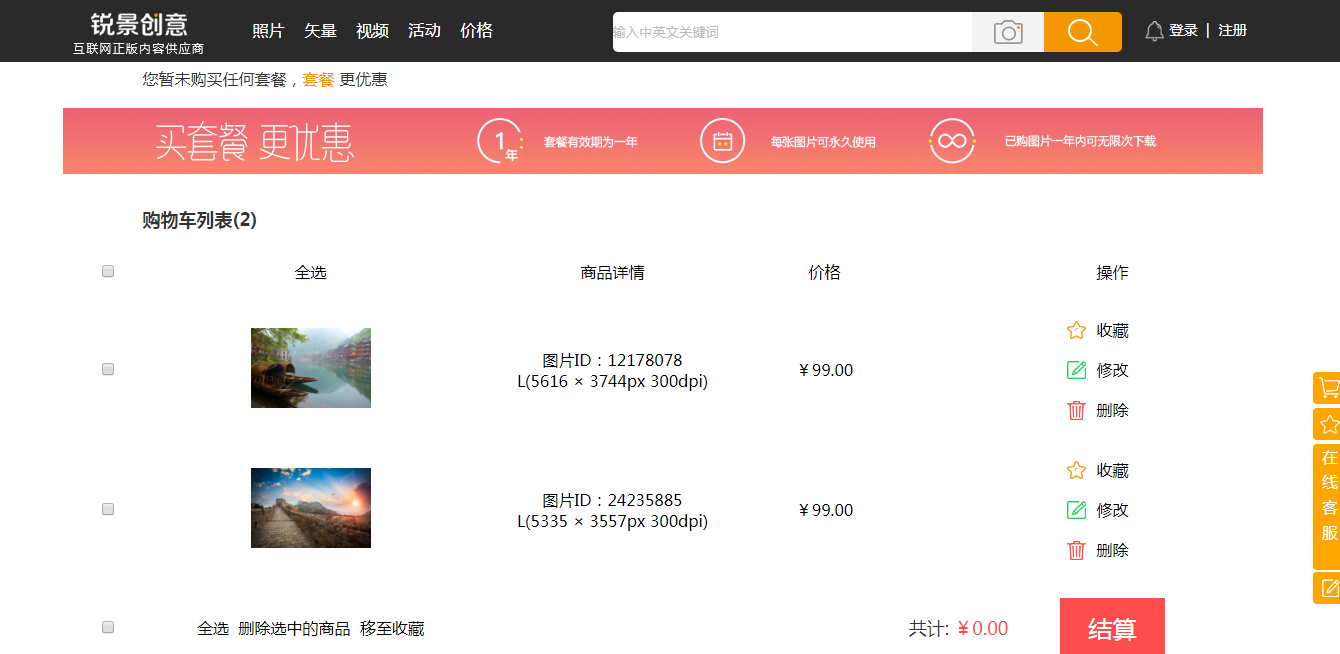 锐景创意
互联网正版内容供应商
照片 矢量 视频 活动 价格
输入中英文关键词
登录 | 注册
您暂未购买任何套餐，套餐 更优惠
买套餐 更优惠
1年
套餐有效期为一年
每张图片可永久使用
已购图片一年内可无限次下载
购物车列表(2)
全选 商品详情 价格 操作
图片ID：12178078
L(5616 × 3744px 300dpi)
¥99.00
收藏
修改
删除
图片ID：24235885
L(5335 × 3557px 300dpi)
¥99.00
收藏
修改
删除
全选 删除选中的商品 移至收藏
共计: ¥0.00
结算
在线客服